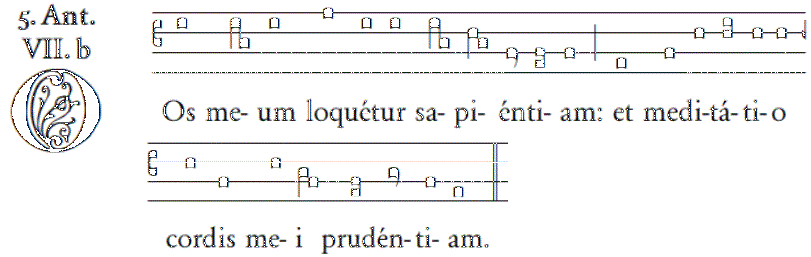 5. Ant.
VII. b
Os me- um loquétur sa- pi- énti- am: et medi-tá-ti-o
cordis me- i prudén-ti- am.